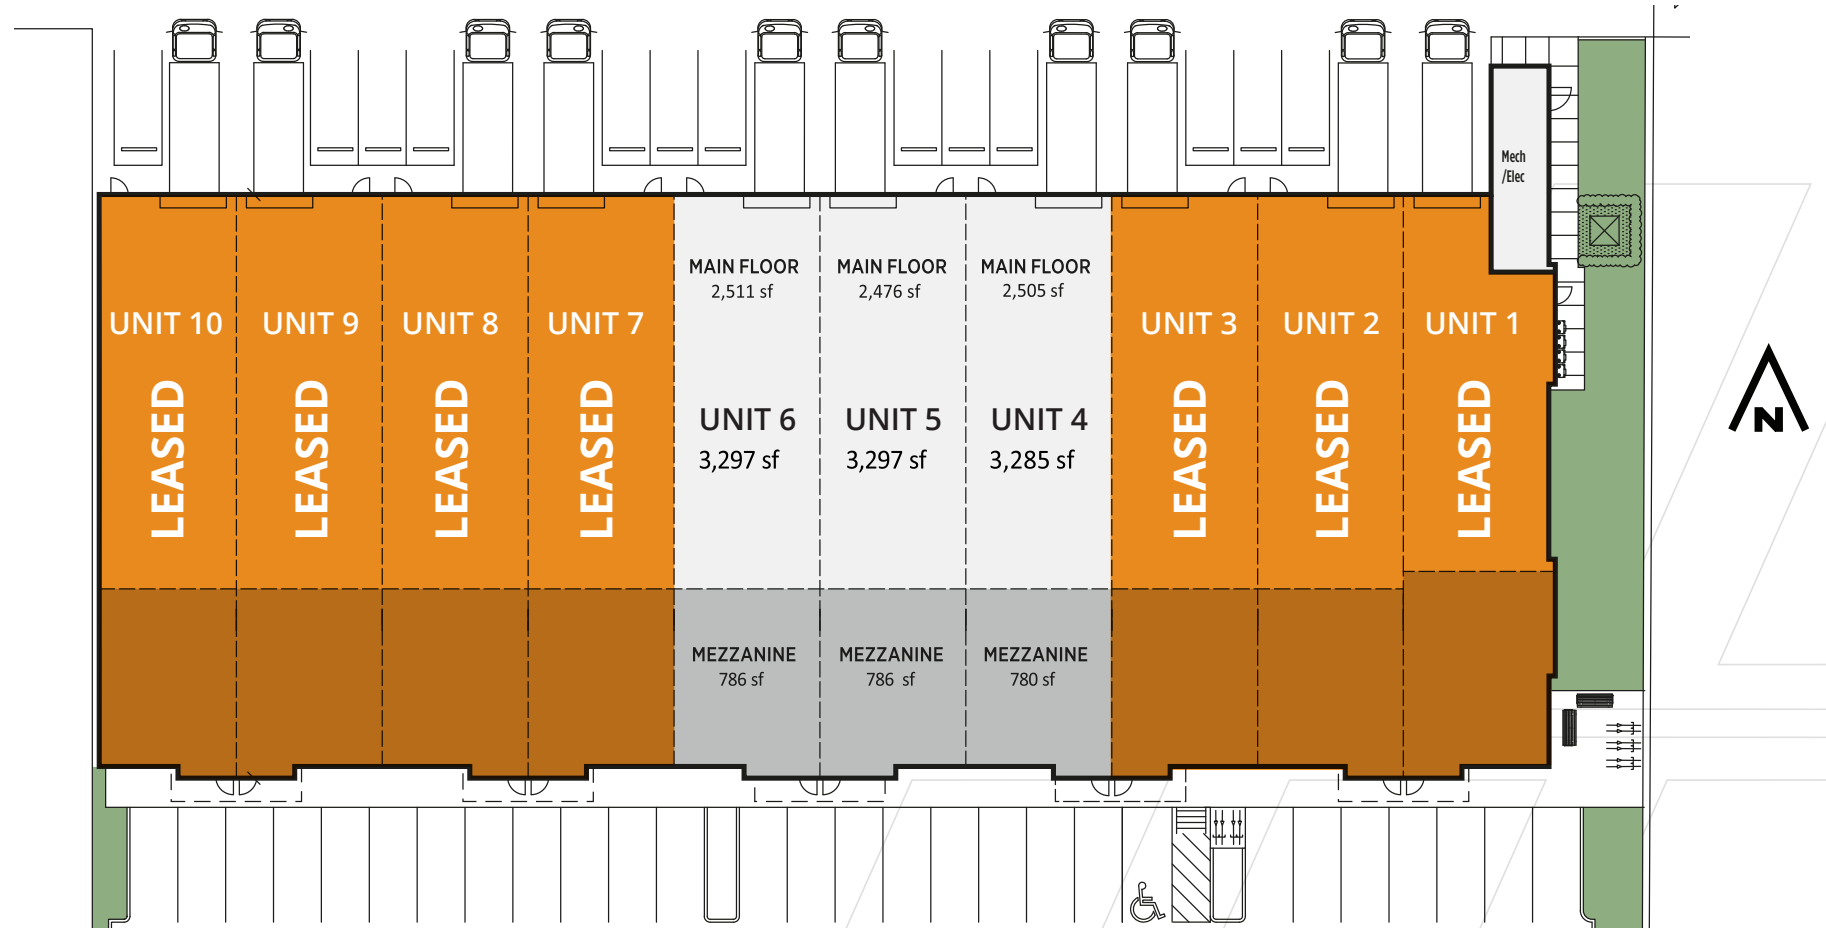 Mech
/Elec
MAIN FLOOR
2,511 sf
MAIN FLOOR
2,476 sf
MAIN FLOOR
2,505 sf
UNIT 10
UNIT 9
UNIT 8
UNIT 7
UNIT 3
UNIT 2
UNIT 1
LEASED
LEASED
LEASED
LEASED
UNIT 6
3,297 sf
UNIT 5
3,297 sf
UNIT 4
3,285 sf
LEASED
LEASED
LEASED
N
MEZZANINE
786 sf
MEZZANINE
786 sf
MEZZANINE
780 sf